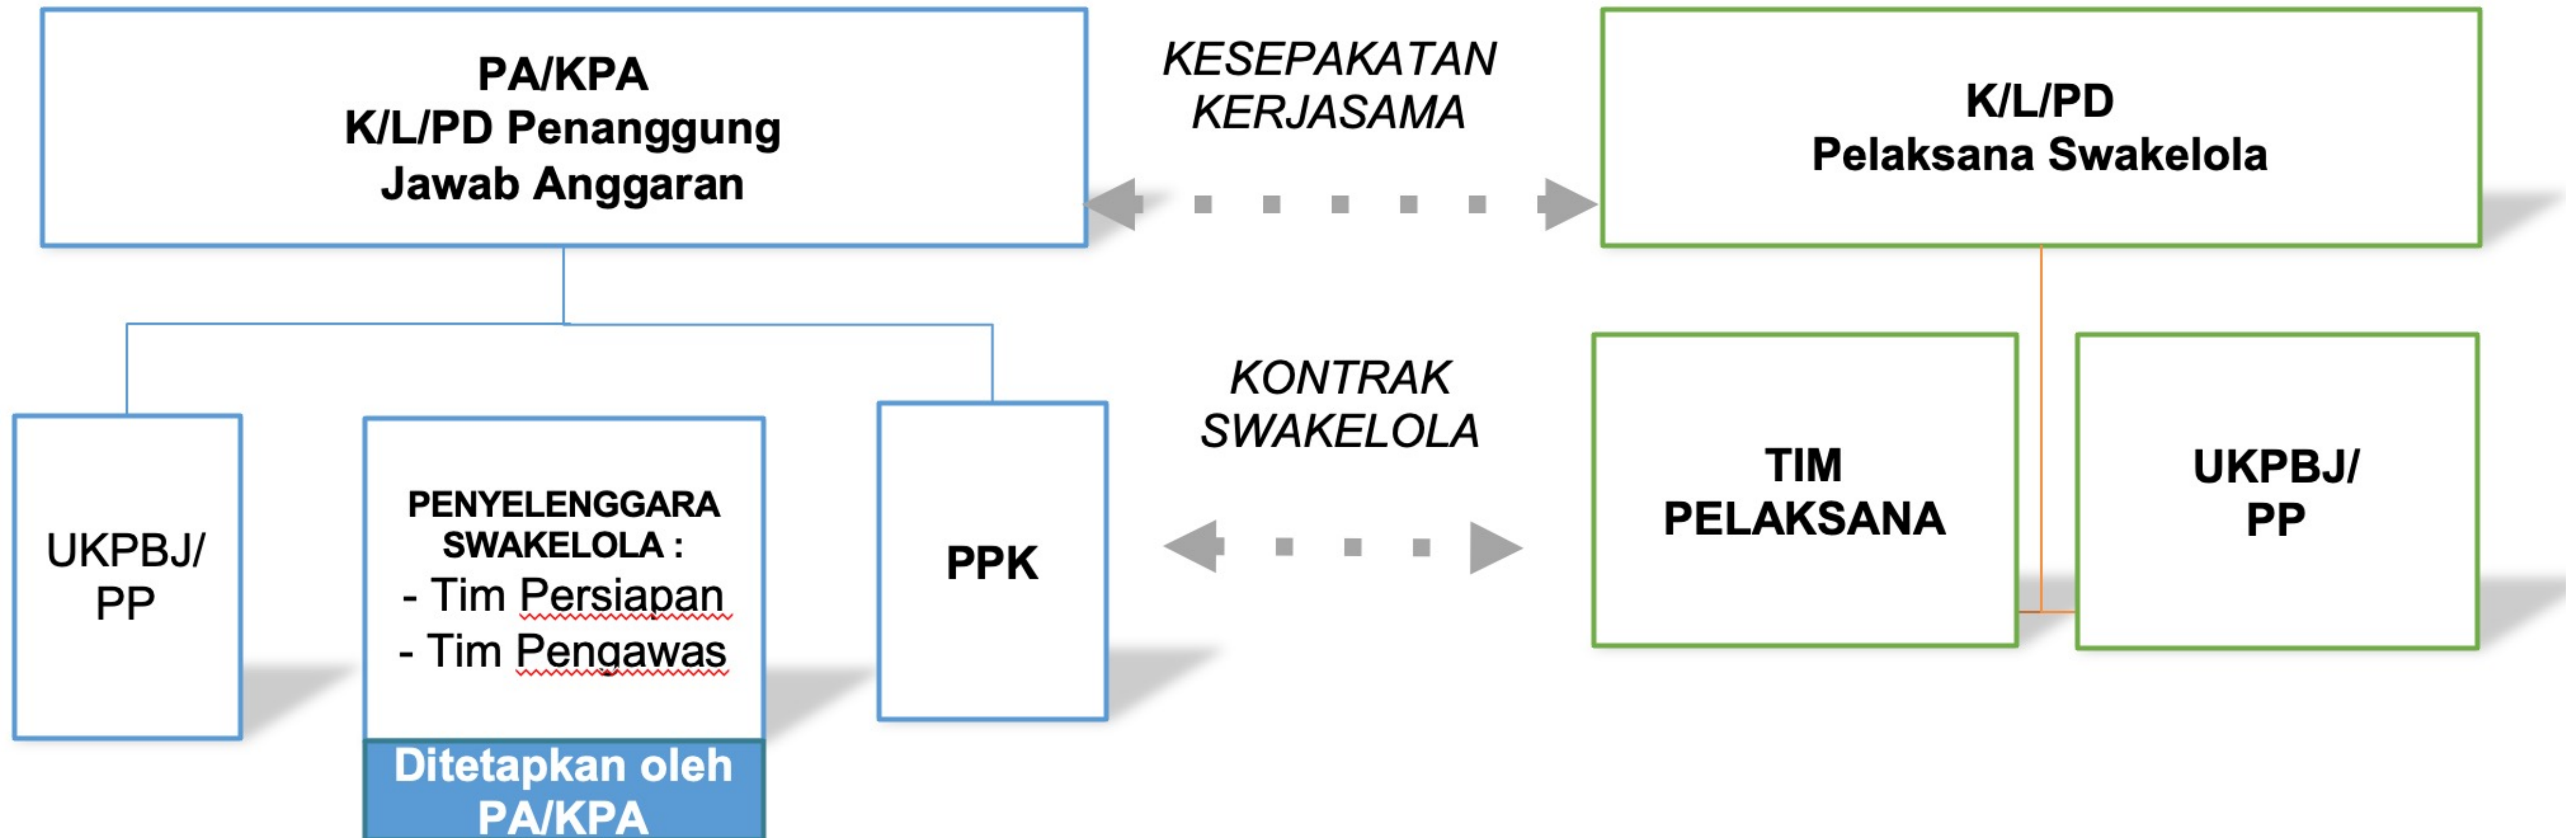 PA/KPA
K/L/PD Penanggung
Jawab Anggaran
KESEPAKATAN
KERJASAMA
K/L/PD
Pelaksana Swakelola
UKPBJ/
PP
PENYELENGGARA
SWAKELOLA :
- Tim Persiapan
- Tim Pengawas
Ditetapkan oleh
PA/KPA
PPK
KONTRAK
SWAKELOLA
TIM
PELAKSANA
UKPBJ/
PP